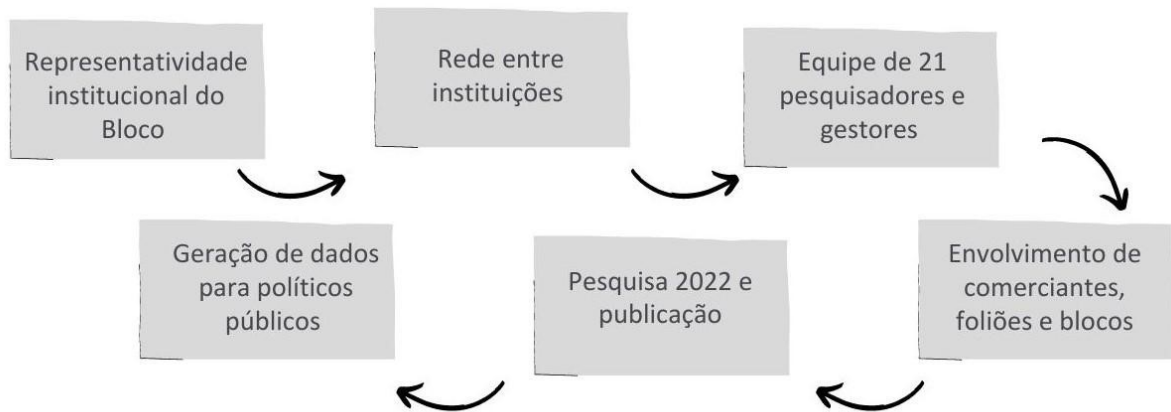 Representatividade
institucional do
Bloco
Rede entre
instituições
Equipe de 21
pesquisadores e
gestores
Envolvimento de
comerciantes,
foliões e blocos
Pesquisa 2022 e
publicação
Geração de dados
para políticos
públicos